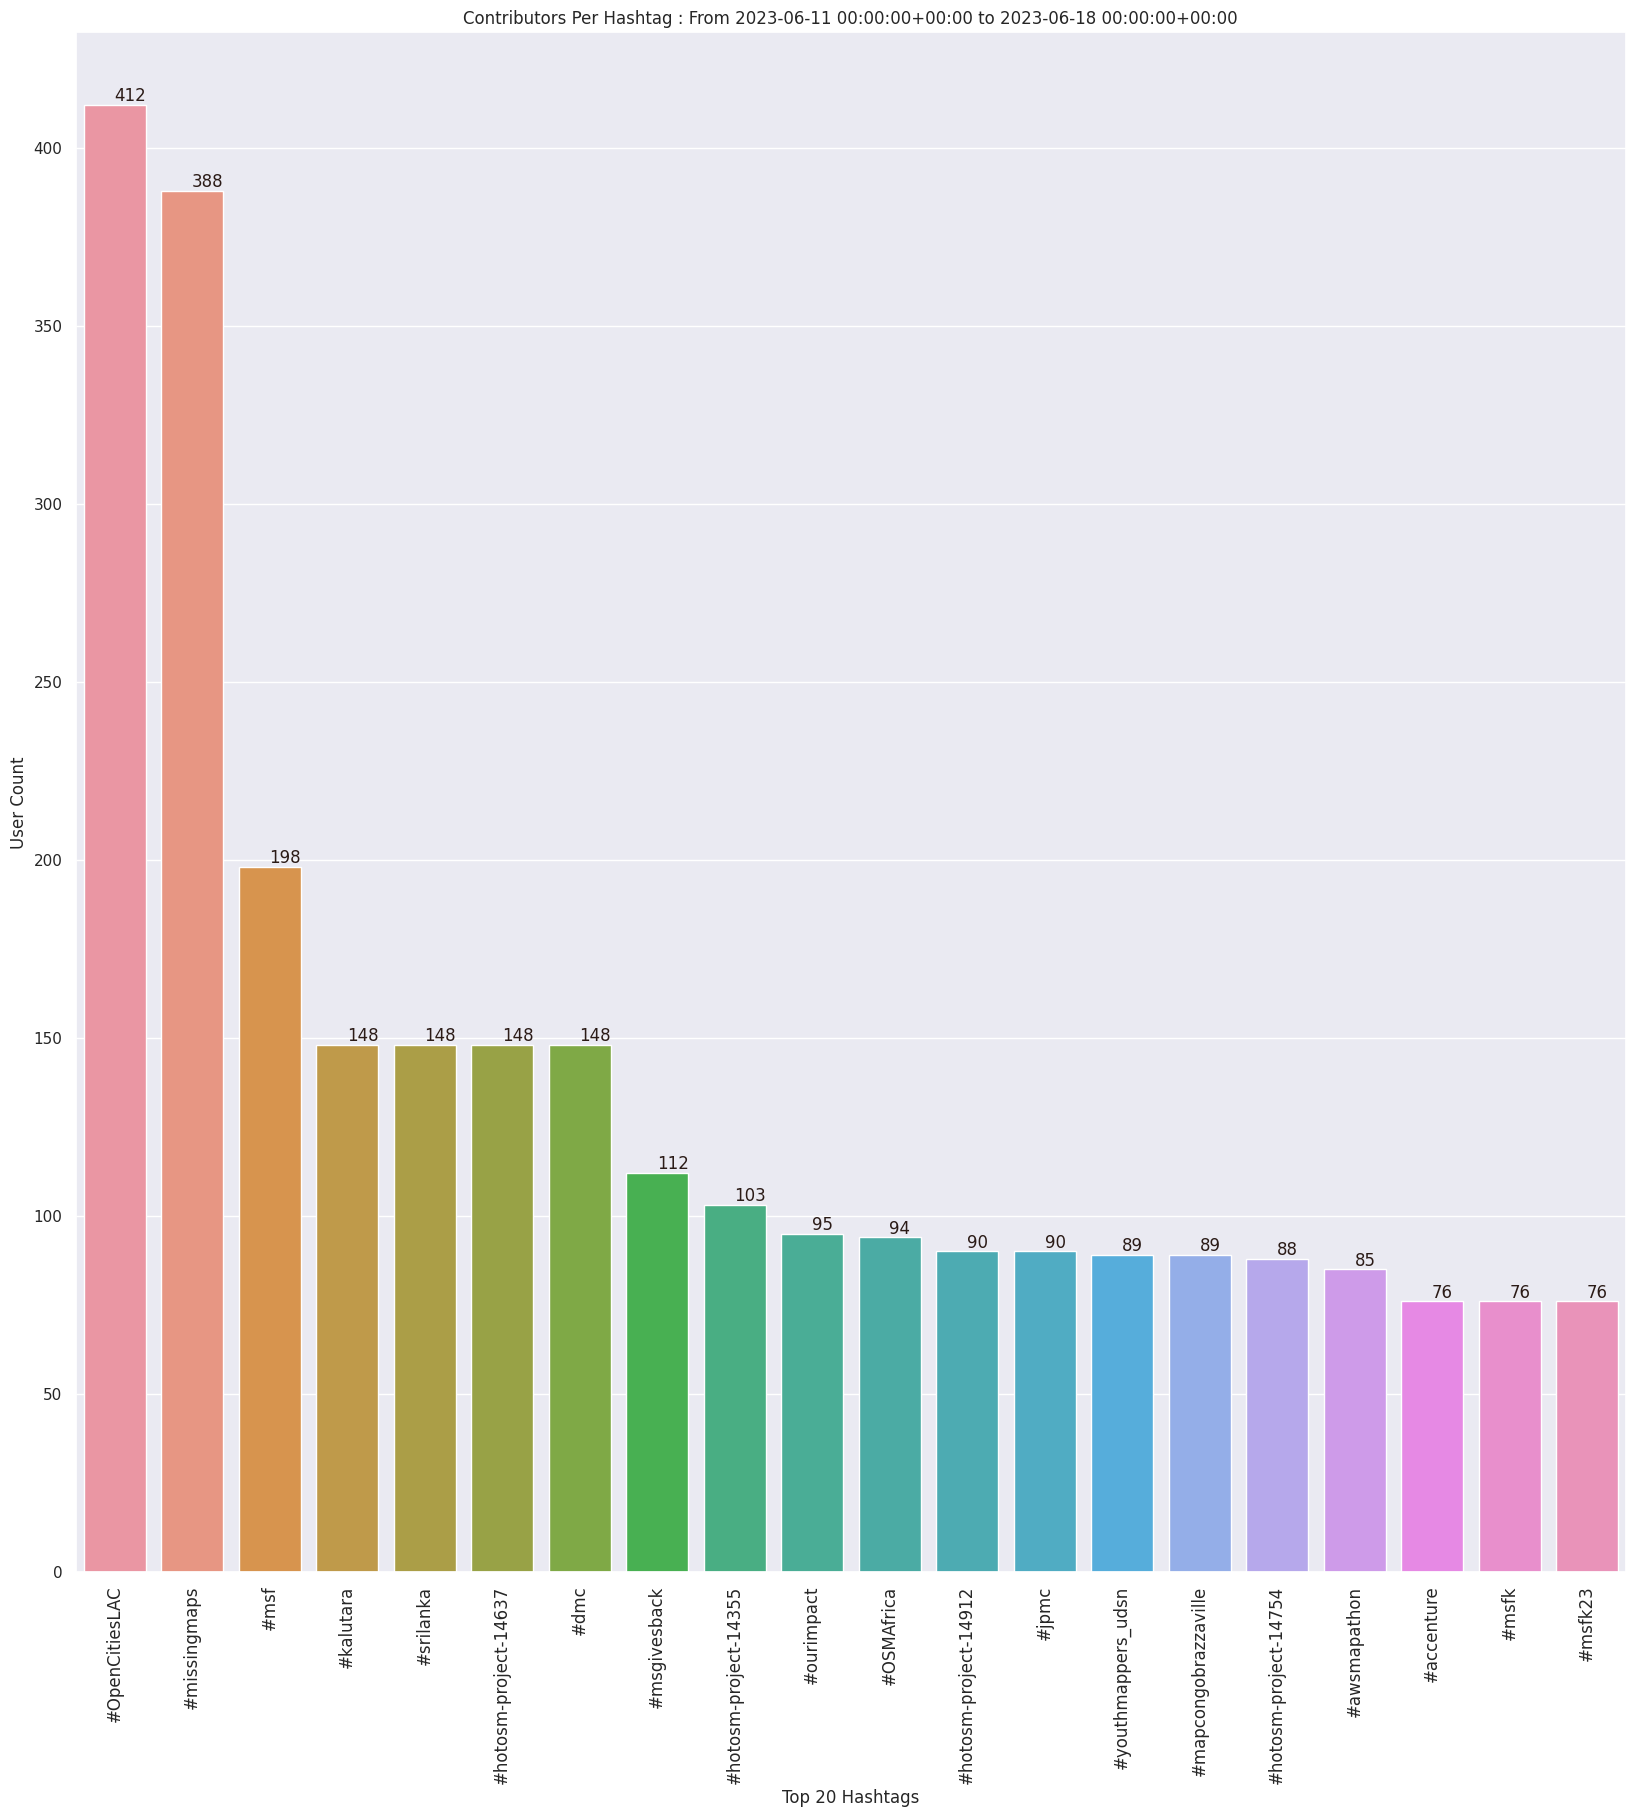 Contributors Per Hashtag : From 2023-06-11 00:00:00+00:00 to 2023-06-18 00:00:00+00:00
User Count
400
350
300
250
200
150
100
50
0
412
388
198
148
148
148
148
112
103
95
94
90
90
89
89
88
85
76
76
76
#OpenCitiesLAC
#missingmaps
#msf
#kalutara
#srilanka
#hotosm-project-14637
#dmc
#msgivesback
#hotosm-project-14355
#ourimpact
#OSMAfrica
#hotosm-project-14912
#jpmc
#youthmappers_udsn
#mapcongobrazzaville
#hotosm-project-14754
#awsmapathon
#accenture
#msfk
#msfk23
Top 20 Hashtags